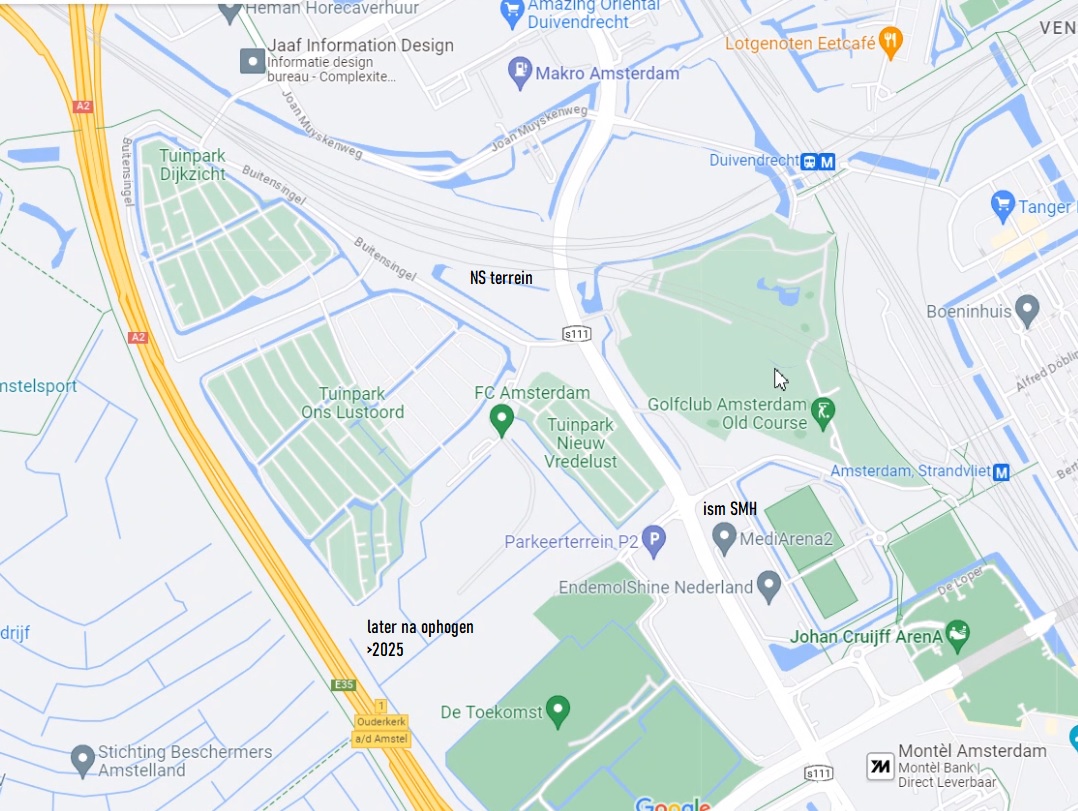 Heman Horecaverhuur
Amazing Oriental
Duivendrecht
Lotgenoten Eetcafé
VEN
Jaaf Information Design
Informatie design
bureau - Complexite...
Makro Amsterdam
A2
Joan Muyskenweg
Joan Muyskenweg
Buitensingel
Tuinpark
Dijkzicht
Buitensingel
Duivendrecht
M
Tanger
Buitensingel
NS terrein
Boeninhuis
A2
s111
Alfred Döblin
mstelsport
Tuinpark
Ons Lustoord
FC Amsterdam
Tuinpark
Nieuw
Vredelust
Golfclub Amsterdam
Old Course
Amsterdam, Strandvliet
M
ism SMH
MediArena2
Parkeerterrein P2
P
EndemolShine Nederland
De Loper
drijf
later na ophogen
>2025
Johan Cruijff ArenA
E35
1
Ouderkerk
a/d Amstel
De Toekomst
Stichting Beschermers
Amstelland
s111
Montèl Amsterdam
Montèl Bank |
Direct Leverbaar
Google